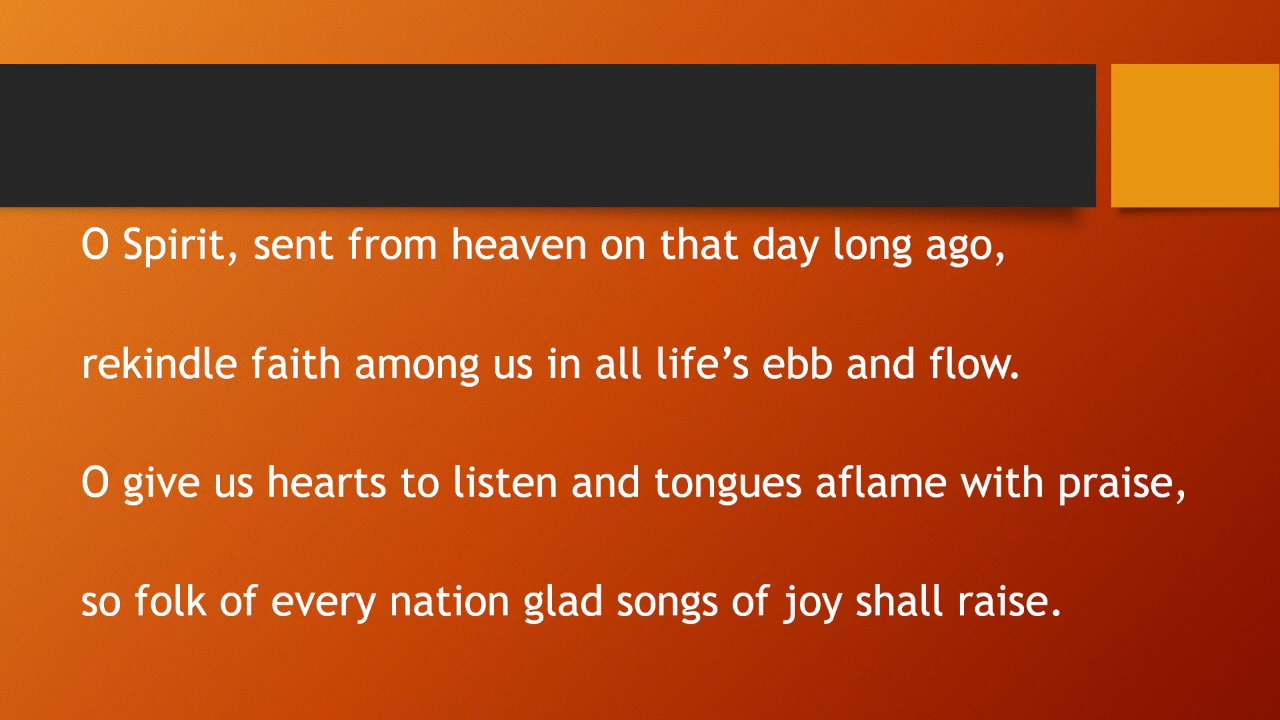 O Spirit, sent from heaven on that day long ago,
rekindle faith among us in all life’s ebb and flow.
O give us hearts to listen and tongues aflame with praise,
so folk of every nation glad songs of joy shall raise.